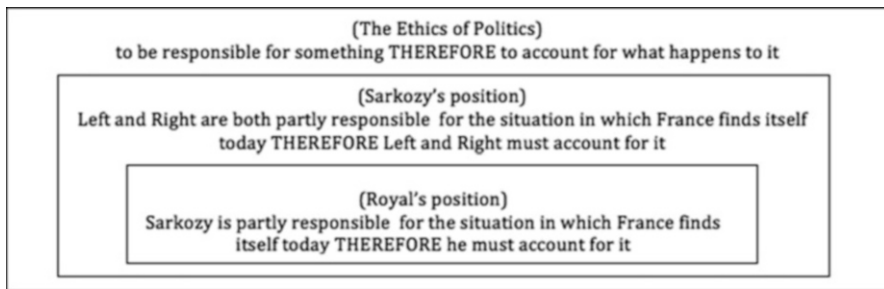 (The Ethics of Politics)
to be responsible for something THEREFORE to account for what happens to it
(Sarkozy's position)
Left and Right are both partly responsible for the situation in which France finds itself
today THEREFORE Left and Right must account for it
(Royal's position)
Sarkozy is partly responsible for the situation in which France finds
itself today THEREFORE he must account for it